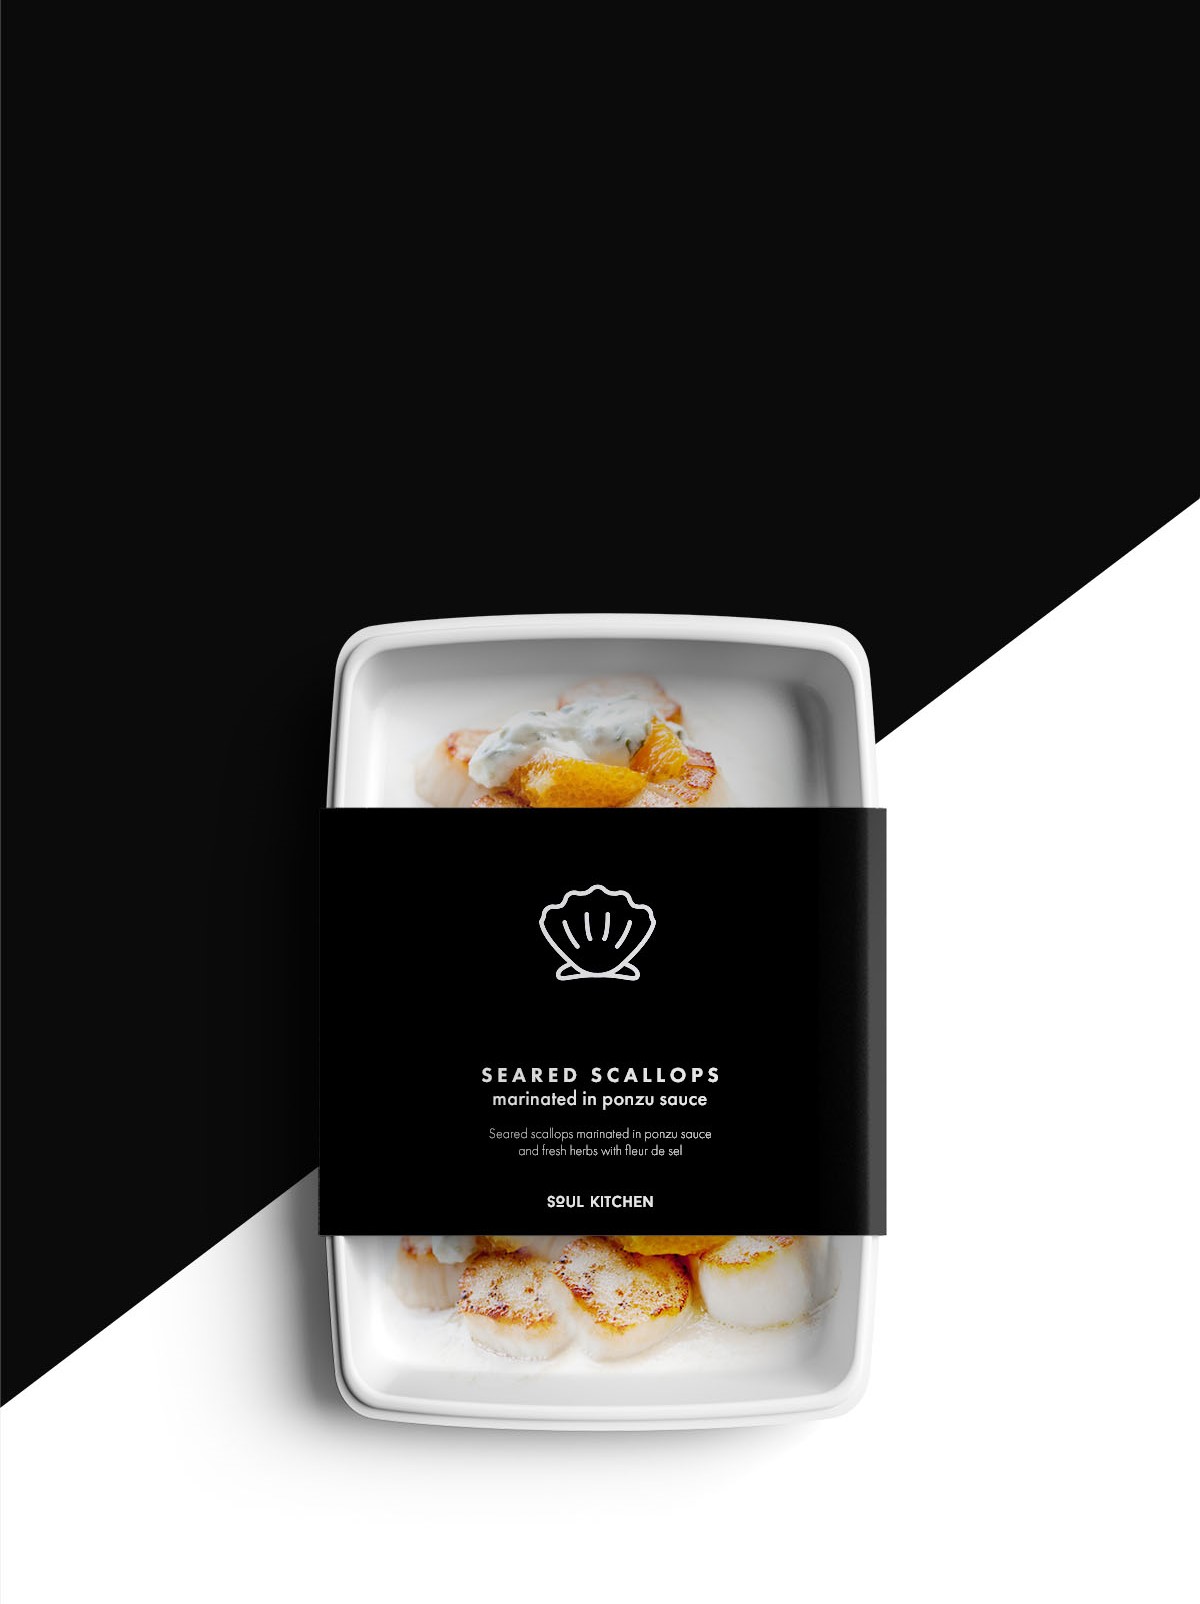 SEARED SCALLOPS
marinated in ponzu sauce
Seared scallops marinated in ponzu sauce
and fresh herbs with fleur de sel
SOUL KITCHEN